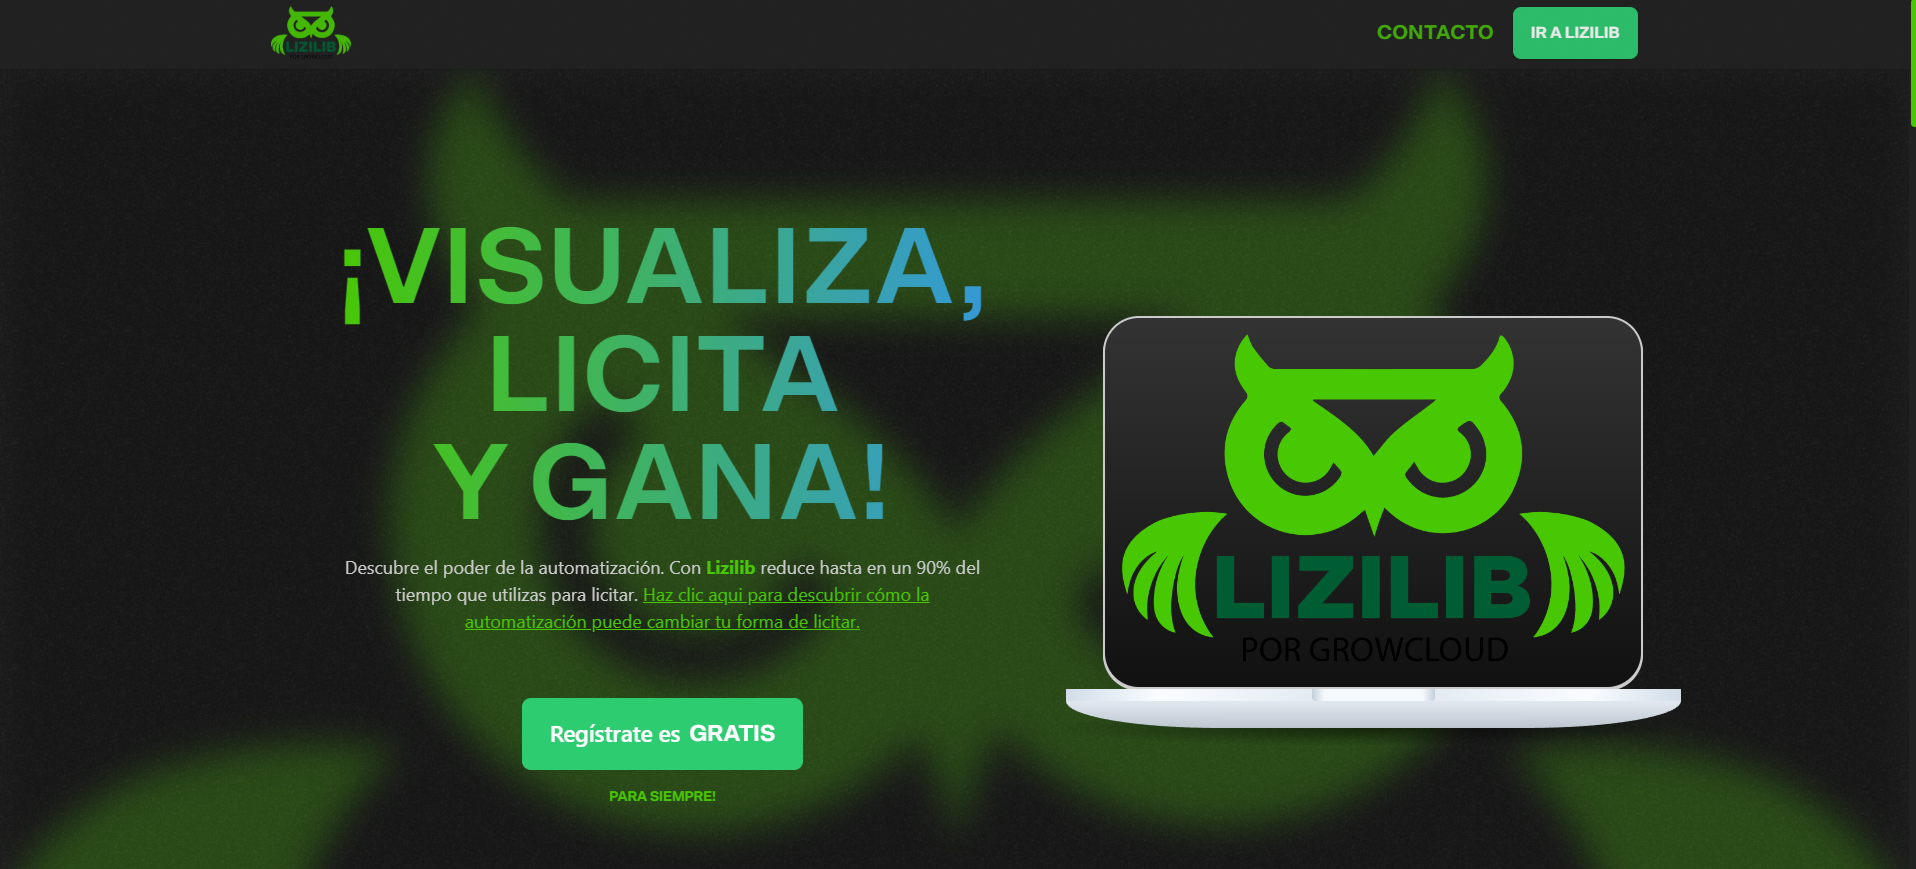 LIZILIB
POR GROWCLOUD
CONTACTO
IR A LIZILIB
¡VISUALIZA,
LICITA
Y GANA!
Descubre el poder de la automatización. Con Lizilib reduce hasta en un 90% del
tiempo que utilizas para licitar. Haz clic aqui para descubrir cómo la
automatización puede cambiar tu forma de licitar.
Regístrate es GRATIS
PARA SIEMPRE!
LIZILIB
POR GROWCLOUD